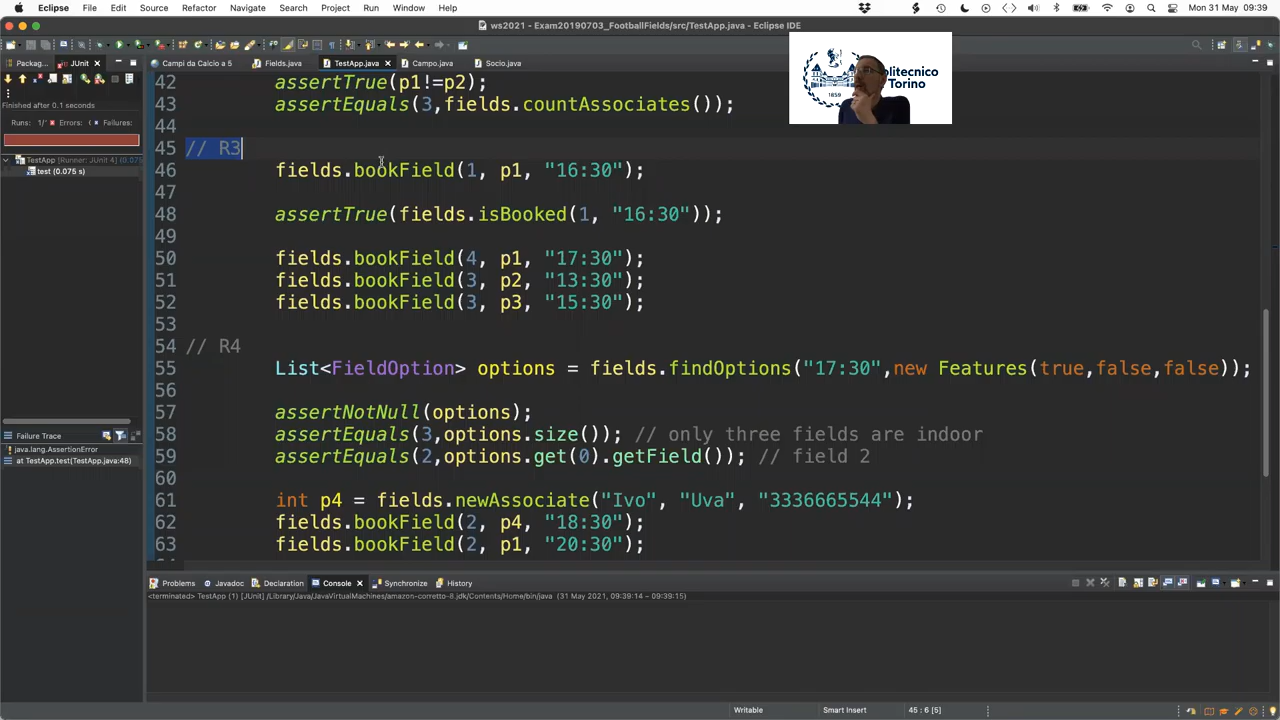 Eclipse File Edit Source Refactor Navigate Search Project Run Window Help Mon 31 May 09:39
ws2021 - Exam20190703_FootballFields/src/TestApp.java - Eclipse IDE
Packag... JUnit Campi da Calcio a 5 Fields.java TestApp.java Campo.java Socio.java
Politecnico
Torino
1859
Finished after 0.1 seconds
Runs: 1/ Errors: Failures:
TestApp [Runner: JUnit 4] (0.07
test (0.075 s)
Failure Trace
java.lang.AssertionError
at TestApp.test(TestApp.java:48)
42 assertTrue(p1!=p2);
43 assertEquals(3,fields.countAssociates());
44
45 // R3
46 fields.bookField(1, p1, "16:30");
47
48 assertTrue(fields.isBooked(1, "16:30"));
49
50 fields.bookField(4, p1, "17:30");
51 fields.bookField(3, p2, "13:30");
52 fields.bookField(3, p3, "15:30");
53
54 // R4
55 List<FieldOption> options = fields.findOptions("17:30",new Features(true,false,false));
56
57 assertNotNull(options);
58 assertEquals(3,options.size()); // only three fields are indoor
59 assertEquals(2,options.get(0).getField()); // field 2
60
61 int p4 = fields.newAssociate("Ivo", "Uva", "3336665544");
62 fields.bookField(2, p4, "18:30");
63 fields.bookField(2, p1, "20:30");
Problems Javadoc Declaration Console Synchronize History
<terminated> TestApp (1) [JUnit] /Library/Java/JavaVirtualMachines/amazon-corretto-8.jdk/Contents/Home/bin/java (31 May 2021, 09:39:14 – 09:39:15)
Writable Smart Insert 45 : 6 [5]